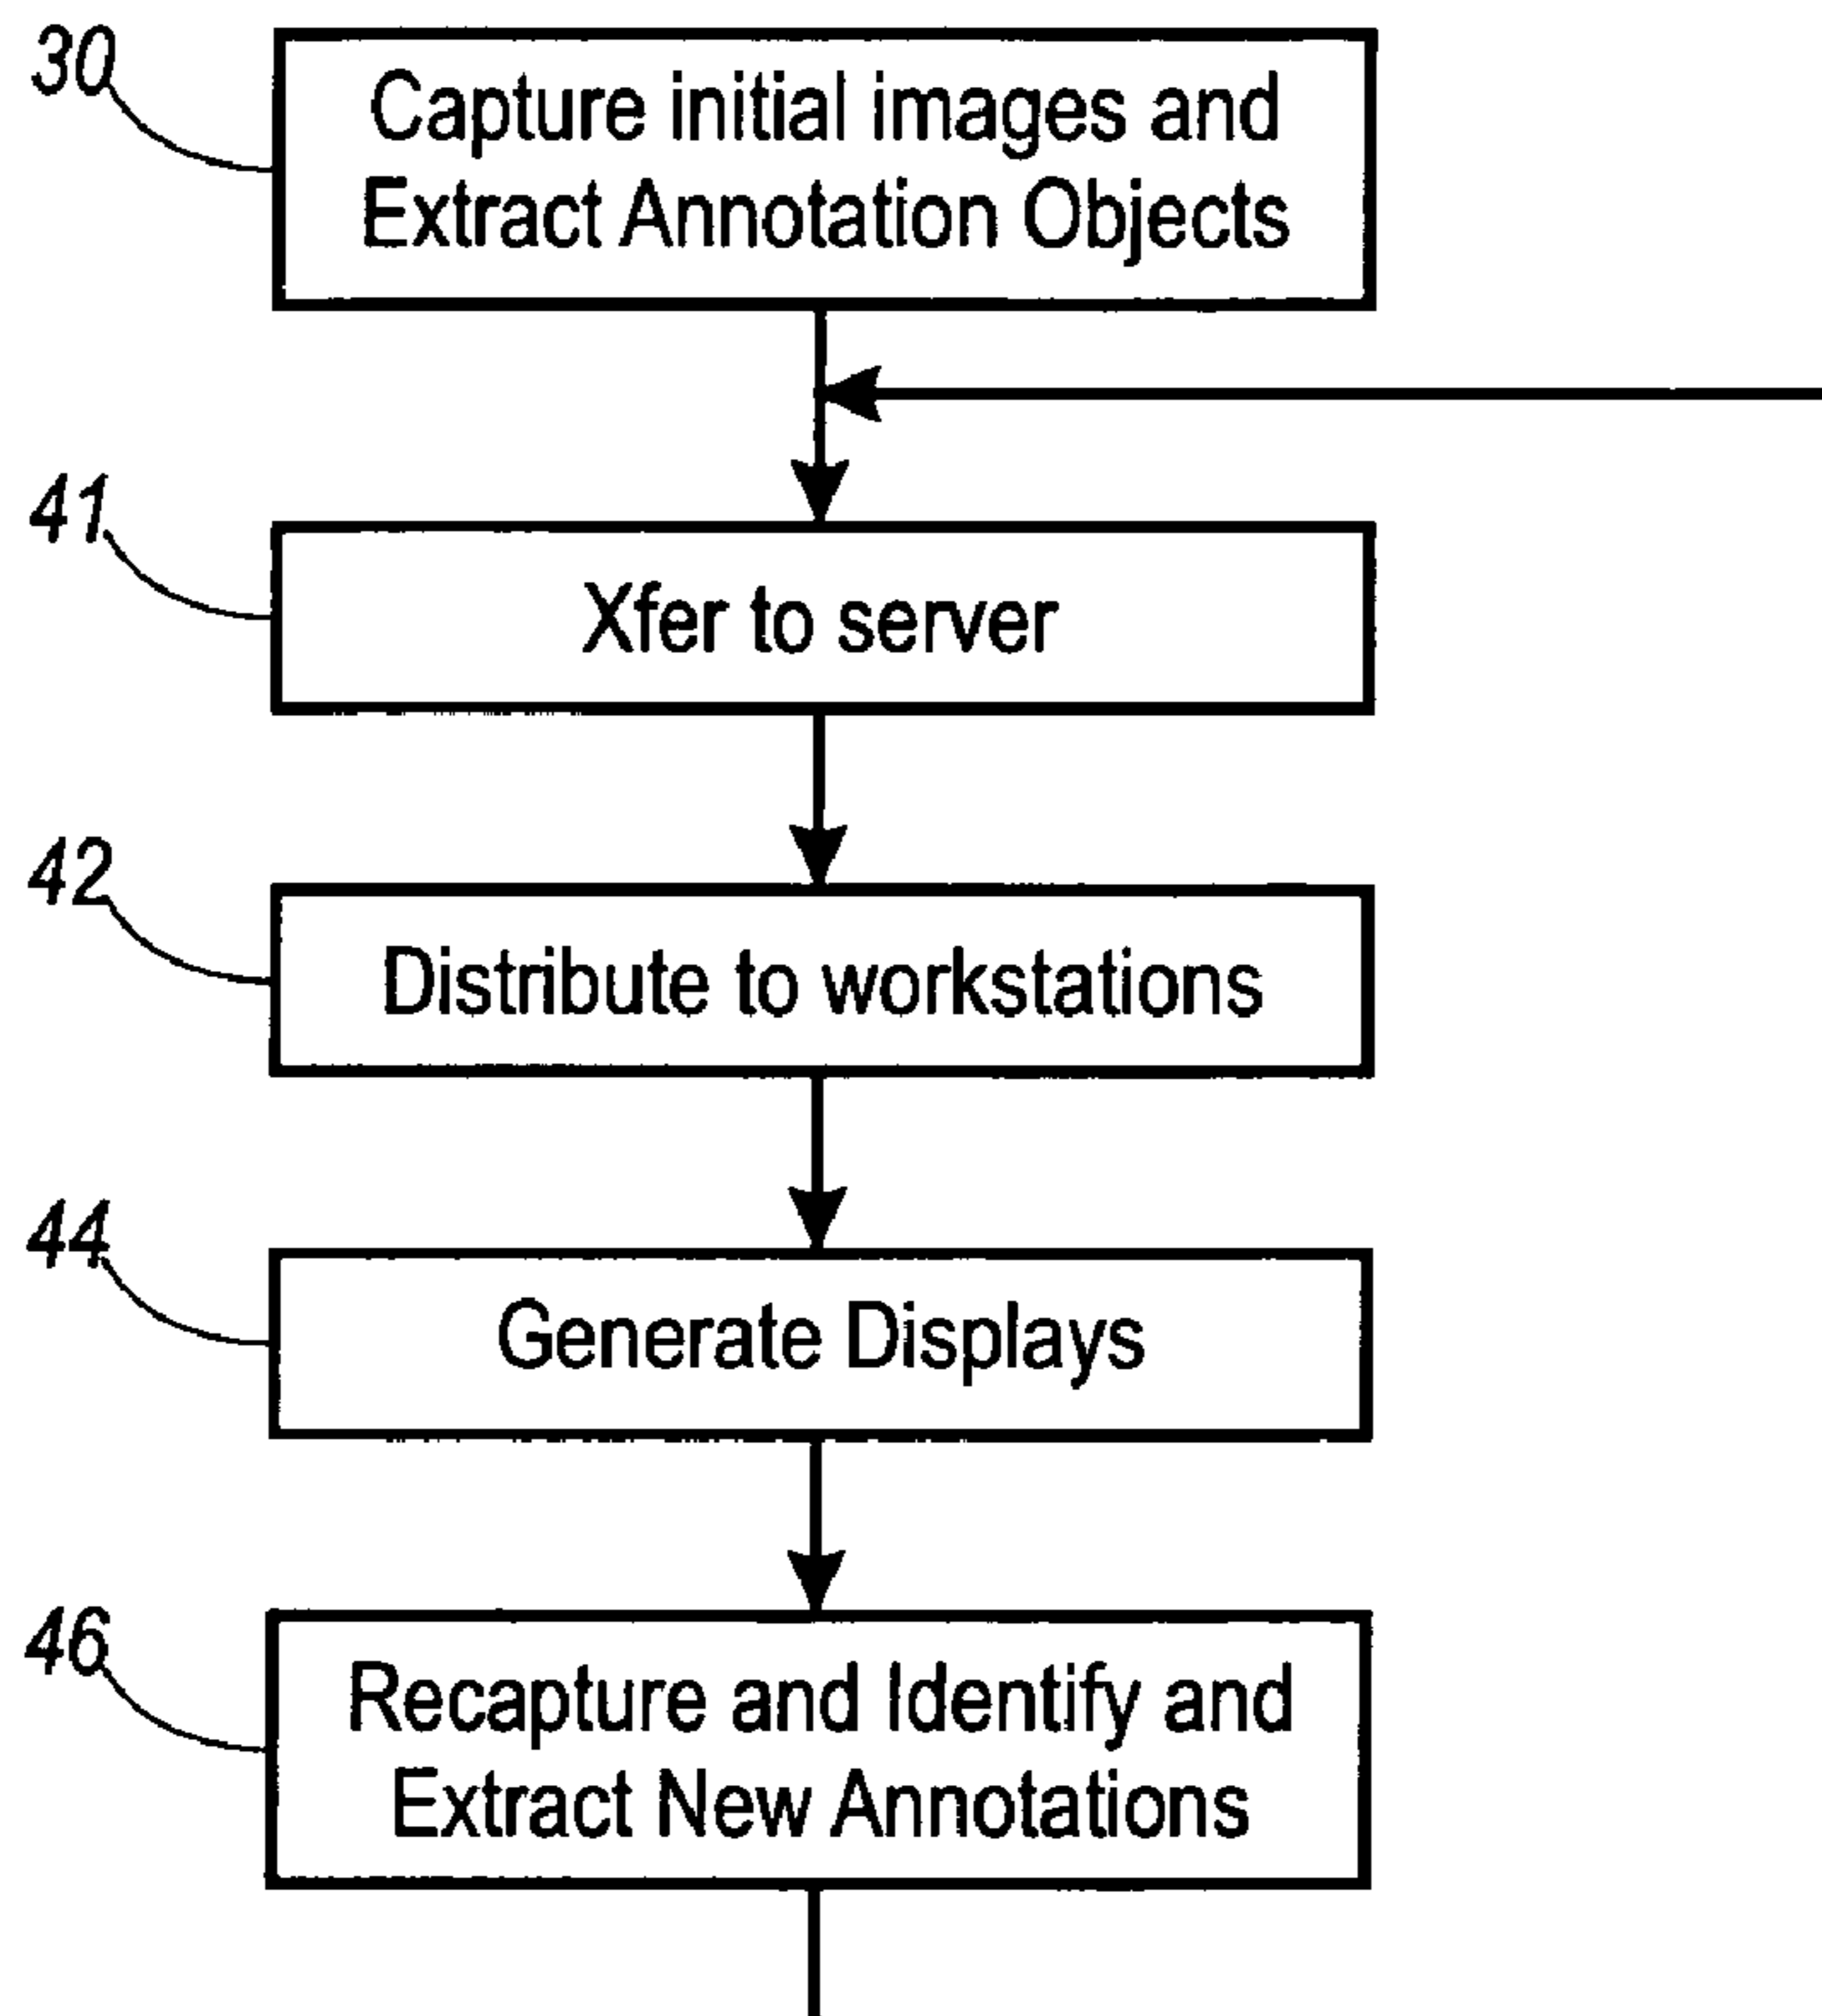 30
Capture initial images and
Extract Annotation Objects
41
Xfer to server
42
Distribute to workstations
44
Generate Displays
46
Recapture and Identify and
Extract New Annotations